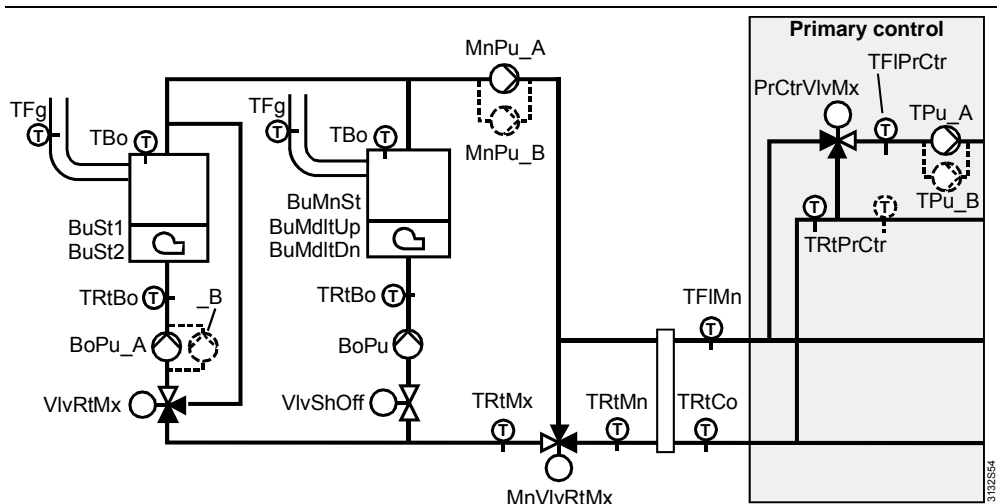 Primary control
MnPu_A
TFlPrCtr
PrCtrVlvMx
TPu_A
TFg
T
TBo
T
TFg
T
TBo
T
T
MnPu_B
TPu_B
BuSt1
BuSt2
BuMnSt
BuMdltUp
BuMdltDn
T
T
TRtPrCtr
TRtBo
T
_B
TRtBo
T
TFlMn
T
BoPu_A
BoPu
VlvRtMx
VlvShOff
TRtMx
T
TRtMn
T
TRtCo
T
MnVlvRtMx
3132S54